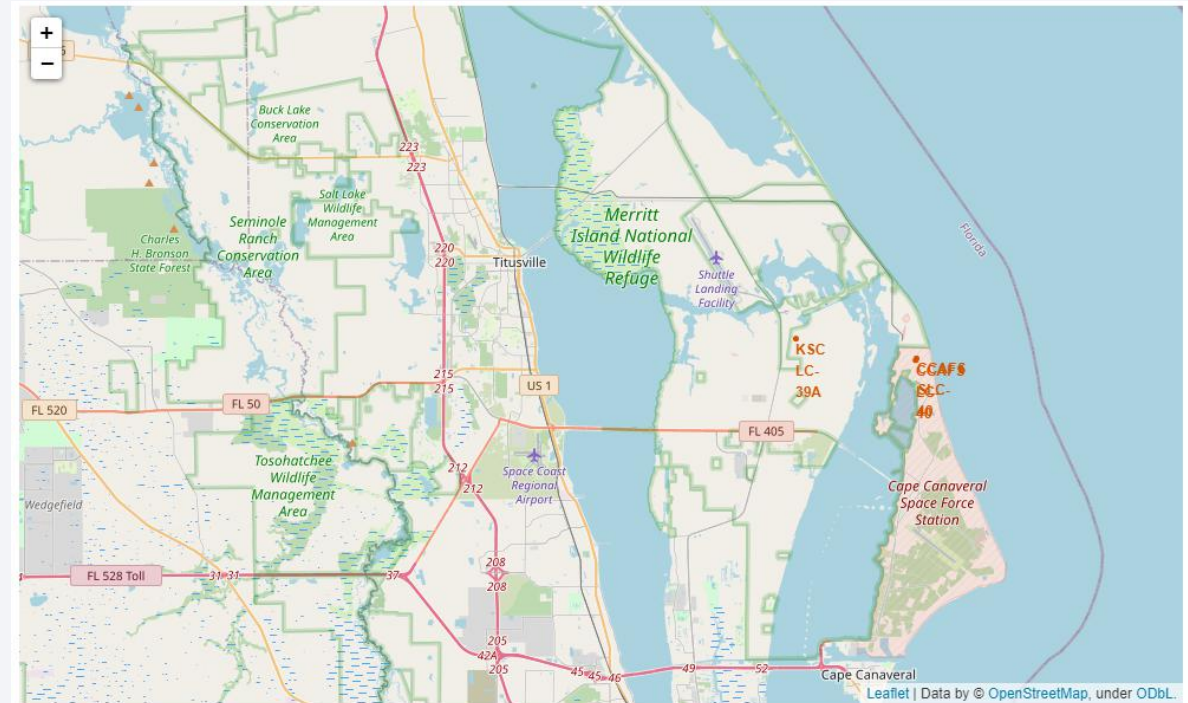 +
−
Buck Lake
Conservation
Area
223
223
Salt Lake
Wildlife
Management
Area
Seminole
Ranch
Conservation
Area
Charles
H. Bronson
State Forest
220
220
Titusville
Merritt
Island National
Wildlife
Refuge
Shuttle
Landing
Facility
Florida
KSC
LC-
39A
CCAFS
SLC-
40
215
215
US 1
FL 520
FL 50
FL 405
212
212
Space Coast
Regional
Airport
Tosohatchee
Wildlife
Management
Area
Wedgefield
Cape Canaveral
Space Force
Station
FL 528 Toll
31 31
37
208
208
205
42A
205
45 45 46
49
52
Cape Canaveral
Leaflet | Data by © OpenStreetMap, under ODbL.